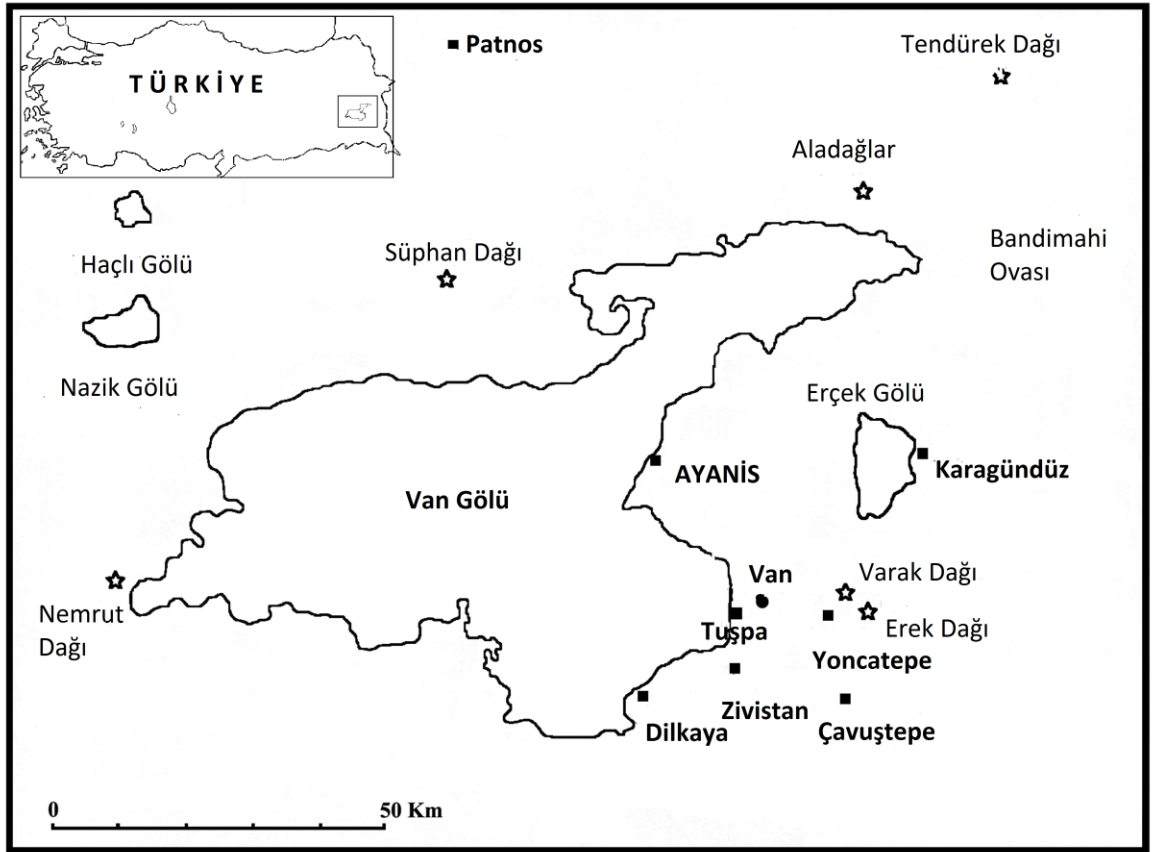 Patnos
Tendürek Dağı
TÜRKİYE
Aladağlar
Haçlı Gölü
Süphan Dağı
Bandimahi
Ovası
Nazik Gölü
Erçek Gölü
AYANİS
Karagündüz
Van Gölü
Van
Varak Dağı
Nemrut
Dağı
Tuşpa
Erek Dağı
Yoncatepe
Zivistan
Dilkaya
Çavuştepe
0
50 Km